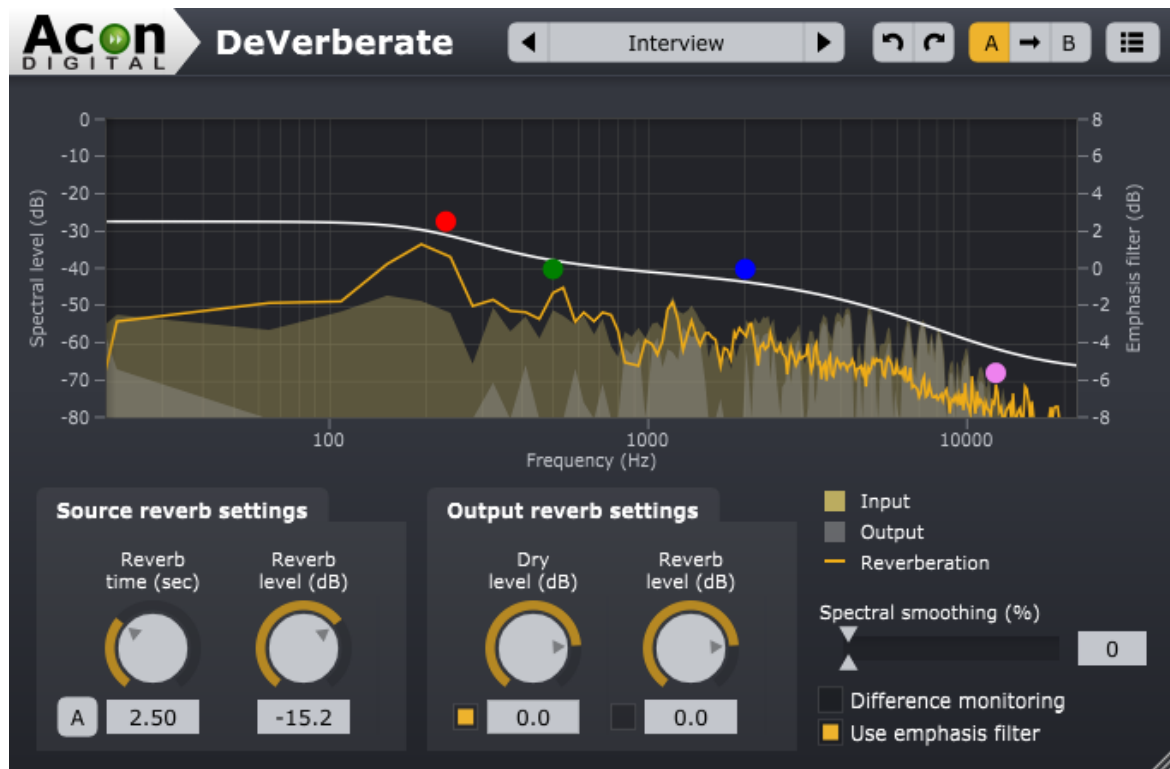 Acon
DIGITAL
DeVerberate
Interview
A
B
0
-10
-20
-30
-40
-50
-60
-70
-80
Spectral level (dB)
8
6
4
2
0
-2
-4
-6
-8
Emphasis filter (dB)
100
1000
10000
Frequency (Hz)
Source reverb settings
Reverb
time (sec)
Reverb
level (dB)
A
2.50
-15.2
Output reverb settings
Dry
level (dB)
Reverb
level (dB)
0.0
0.0
Input
Output
Reverberation
Spectral smoothing (%)
0
Difference monitoring
Use emphasis filter